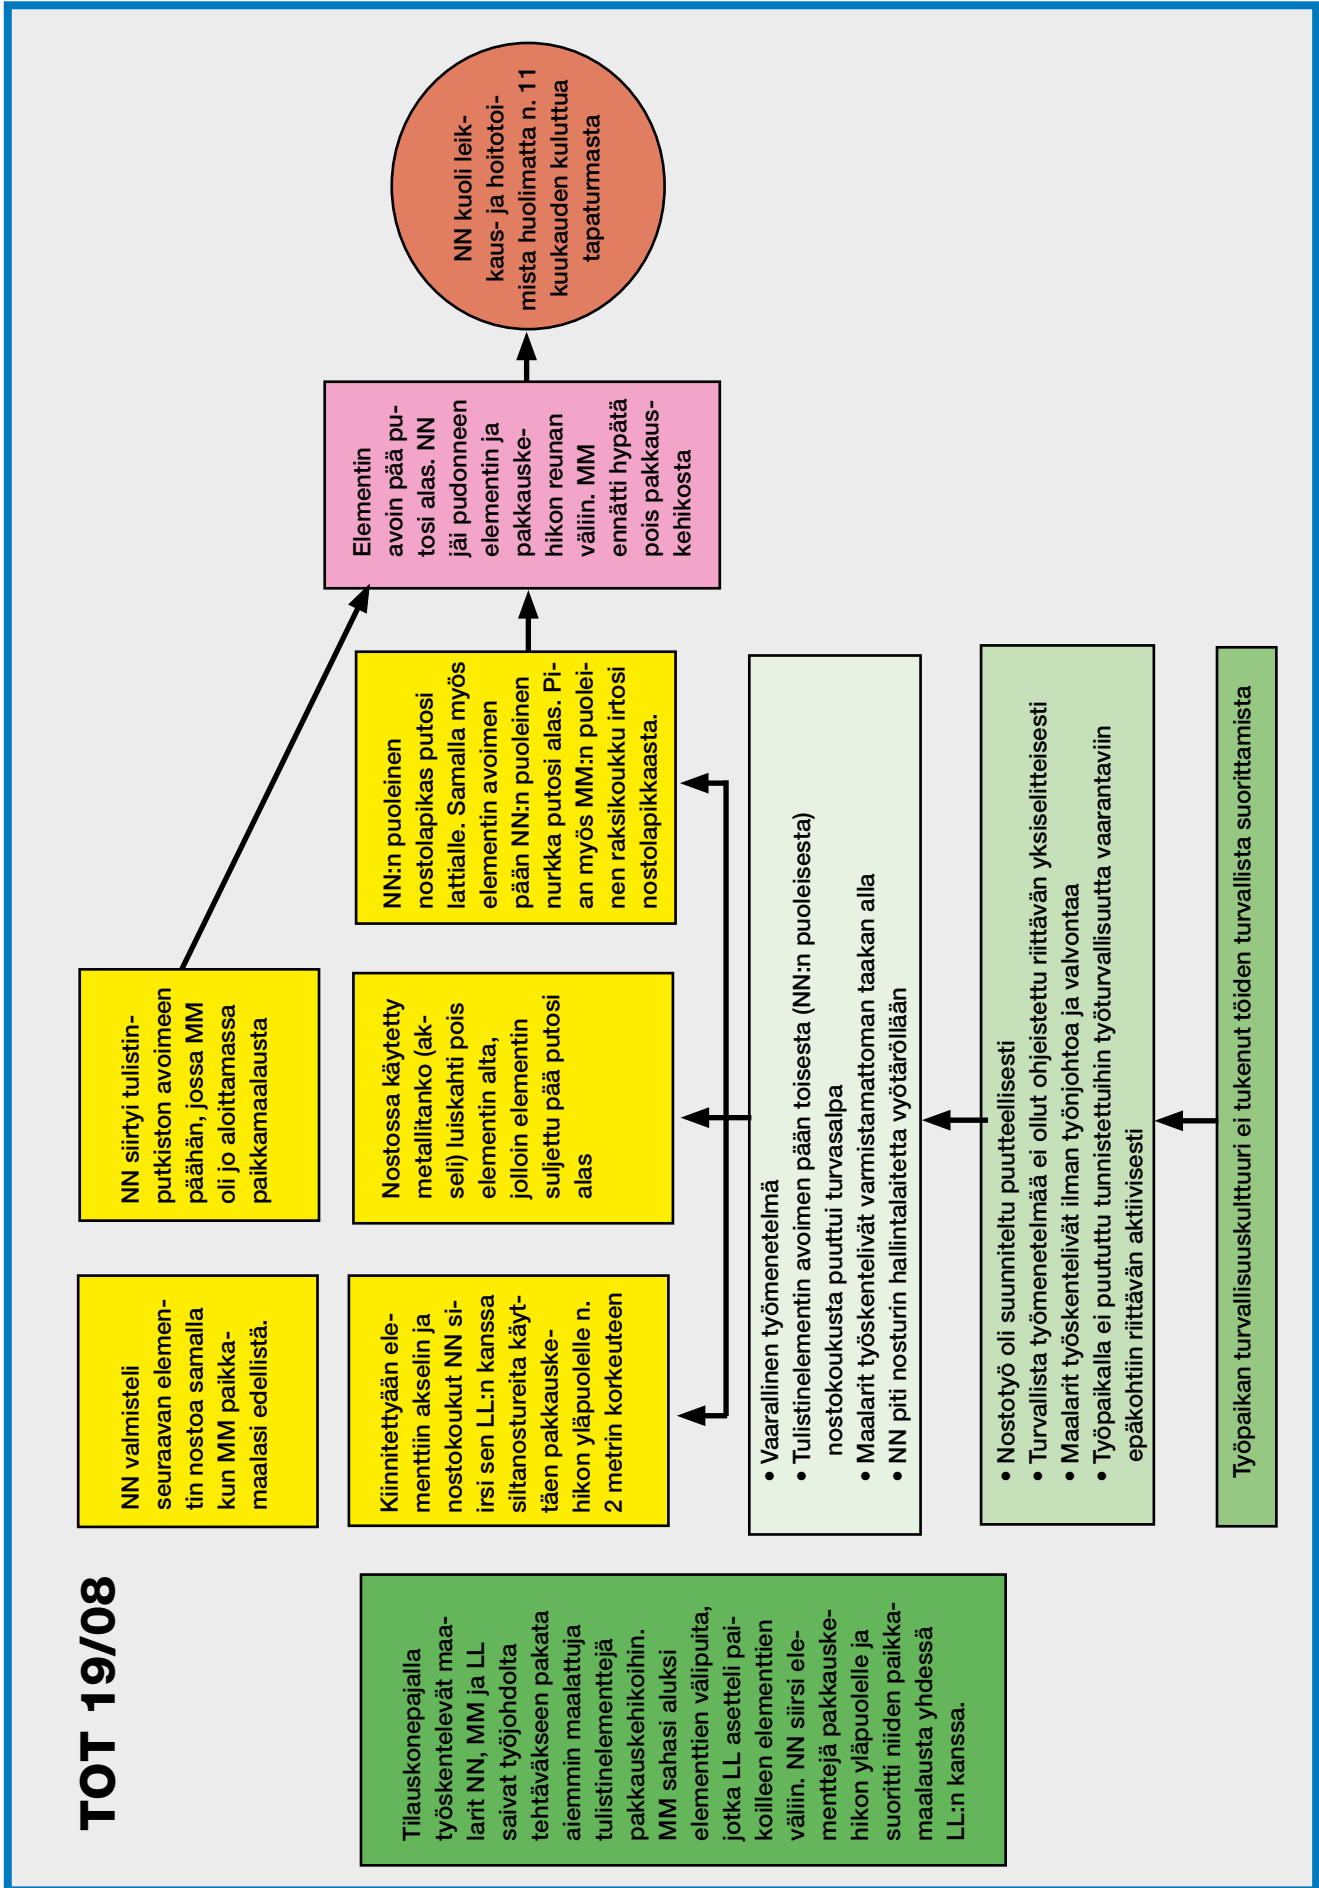 TOT 19/08
Tilauskonepajalla
työskentelevät maa-
larit NN, MM ja LL
saivat työjohdolta
tehtäväkseen pakata
aiemmin maalattuja
tulistinelementtejä
pakkauskehikoihin.
MM sahasi aluksi
elementtien välipuita,
jotka LL asetteli pai-
koilleen elementtien
väliin. NN siirsi ele-
menttejä pakkauske-
hikon yläpuolelle ja
suoritti niiden paikka-
maalausta yhdessä
LL:n kanssa.
NN valmisteli
seuraavan elemen-
tin nostoa samalla
kun MM paikka-
maalasi edellistä.
NN siirtyi tulistin-
putkiston avoimeen
päähän, jossa MM
oli jo aloittamassa
paikkamaalausta
Kiinnitettyään ele-
menttiin akselin ja
nostokoukut NN si-
irsi sen LL:n kanssa
siltanostureita käyt-
täen pakkauske-
hikon yläpuolelle n.
2 metrin korkeuteen
Nostossa käytetty
metallitanko (ak-
seli) luiskahti pois
elementin alta,
jolloin elementin
suljettu pää putosi
alas
NN:n puoleinen
nostolapikas putosi
lattialle. Samalla myös
elementin avoimen
pään NN:n puoleinen
nurkka putosi alas. Pi-
an myös MM:n puolei-
nen raksikoukku irtosi
nostolapikkaasta.
Elementin
avoin pää pu-
tosi alas. NN
jäi pudonneen
elementin ja
pakkauske-
hikon reunan
väliin. MM
ennätti hypätä
pois pakkaus-
kehikosta
NN kuoli leik-
kaus- ja hoitotoi-
mista huolimatta n. 11
kuukauden kuluttua
tapaturmasta
• Vaarallinen työmenetelmä
• Tulistinelementin avoimen pään toisesta (NN:n puoleisesta)
nostokoukusta puuttui turvasalpa
• Maalarit työskentelivät varmistamattoman taakan alla
• NN piti nosturin hallintalaitetta vyötäröllään
• Nostotyö oli suunniteltu puutteellisesti
• Turvallista työmenetelmää ei ollut ohjeistettu riittävän yksiselitteisesti
• Maalarit työskentelivät ilman työnjohtoa ja valvontaa
• Työpaikalla ei puututtu tunnistettuihin työturvallisuutta vaarantaviin
epäkohtiin riittävän aktiivisesti
Työpaikan turvallisuuskulttuuri ei tukenut töiden turvallista suorittamista